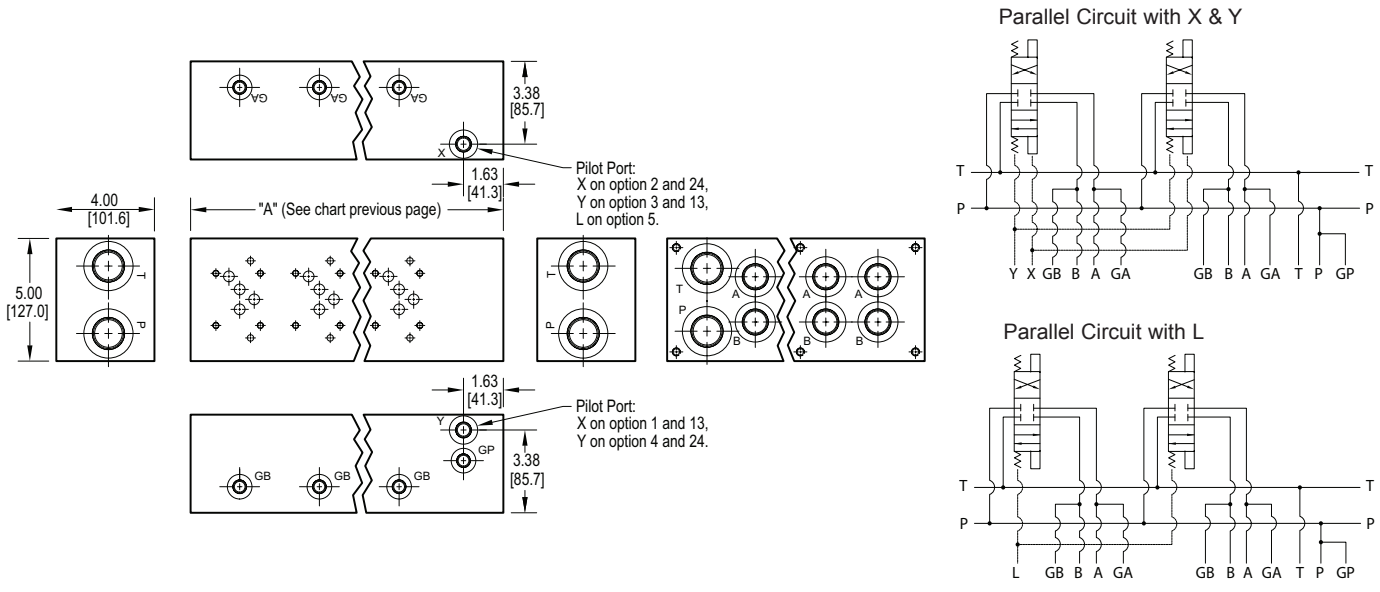 Parallel Circuit with X & Y
GA
GA
GA
X
3.38
[85.7]
1.63
[41.3]
Pilot Port:
X on option 2 and 24,
Y on option 3 and 13,
L on option 5.
4.00
[101.6]
"A" (See chart previous page)
5.00
[127.0]
T
P
T
P
T
P
A
B
A
B
A
B
1.63
[41.3]
Pilot Port:
X on option 1 and 13,
Y on option 4 and 24.
Y
GP
GB
GB
GB
3.38
[85.7]
T
T
P
P
Y X GB B A GA GB B A GA T P GP
Parallel Circuit with L
T
T
P
P
L GB B A GA GB B A GA T P GP